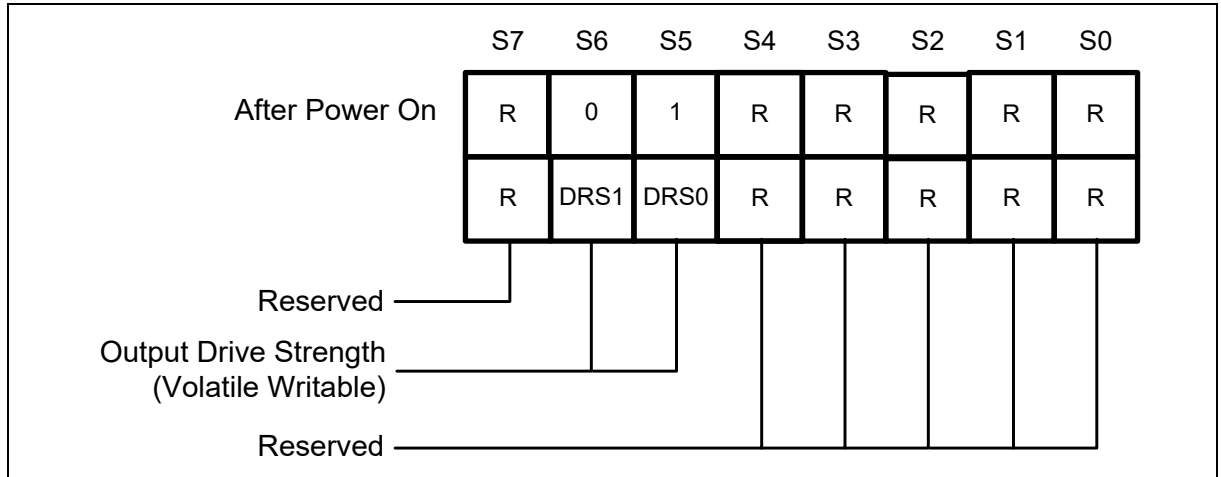 S7 S6 S5 S4 S3 S2 S1 S0
After Power On R 0 1 R R R R R
R DRS1 DRS0 R R R R R
Reserved
Output Drive Strength
(Volatile Writable)
Reserved